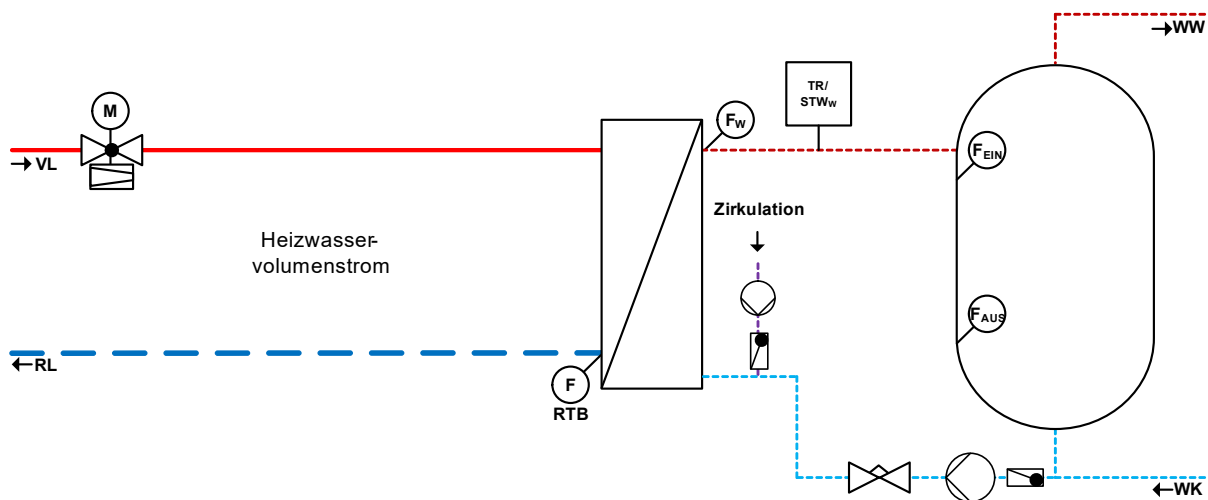 →WW
M
TR/
STWW
FW
→VL
FEIN
Zirkulation
Heizwasser-
volumenstrom
FAUS
←RL
F
RTB
←WK